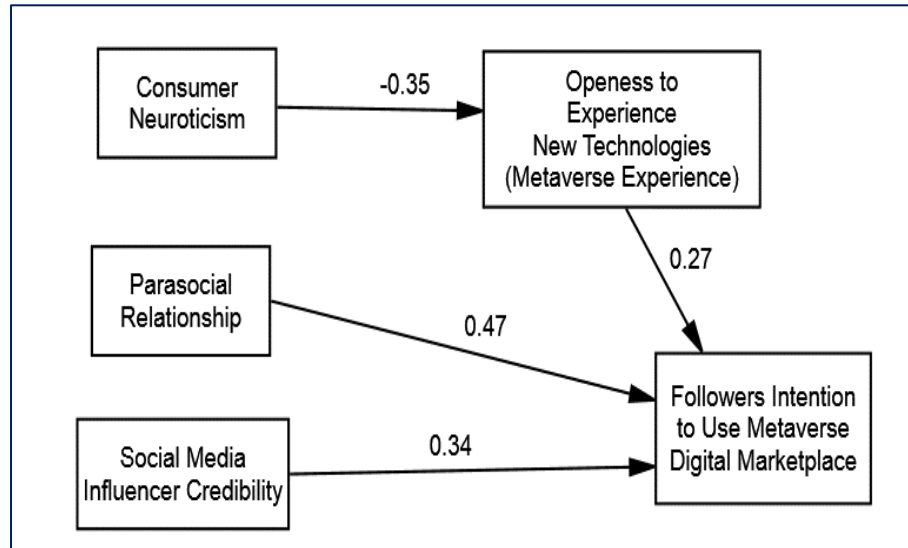 Consumer
Neuroticism
-0.35
Openess to
Experience
New Technologies
(Metaverse Experience)
0.27
Parasocial
Relationship
0.47
Social Media
Influencer Credibility
0.34
Followers Intention
to Use Metaverse
Digital Marketplace